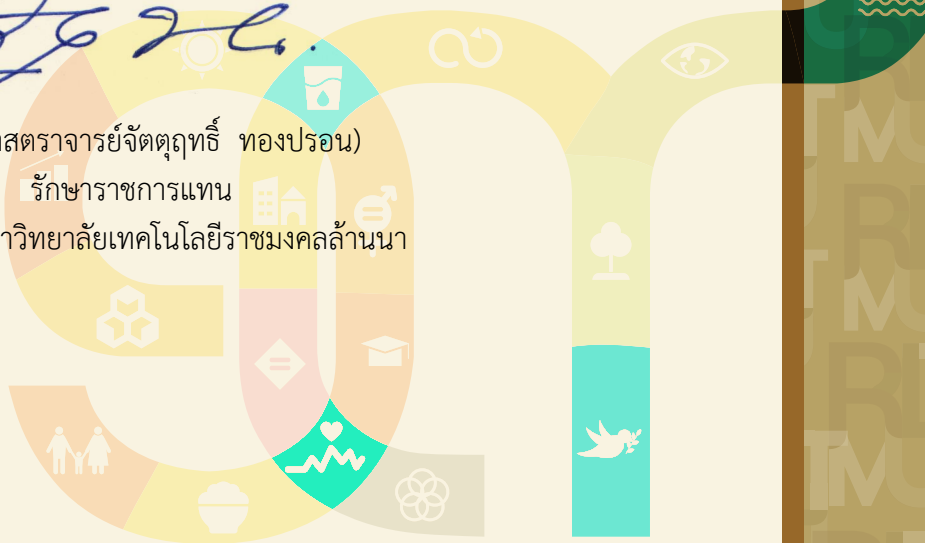 สตราจารย์จัตตุฤทธิ์ ทองปรอน)
รักษาราชการแทน
วิทยาลัยเทคโนโลยีราชมงคลล้านนา